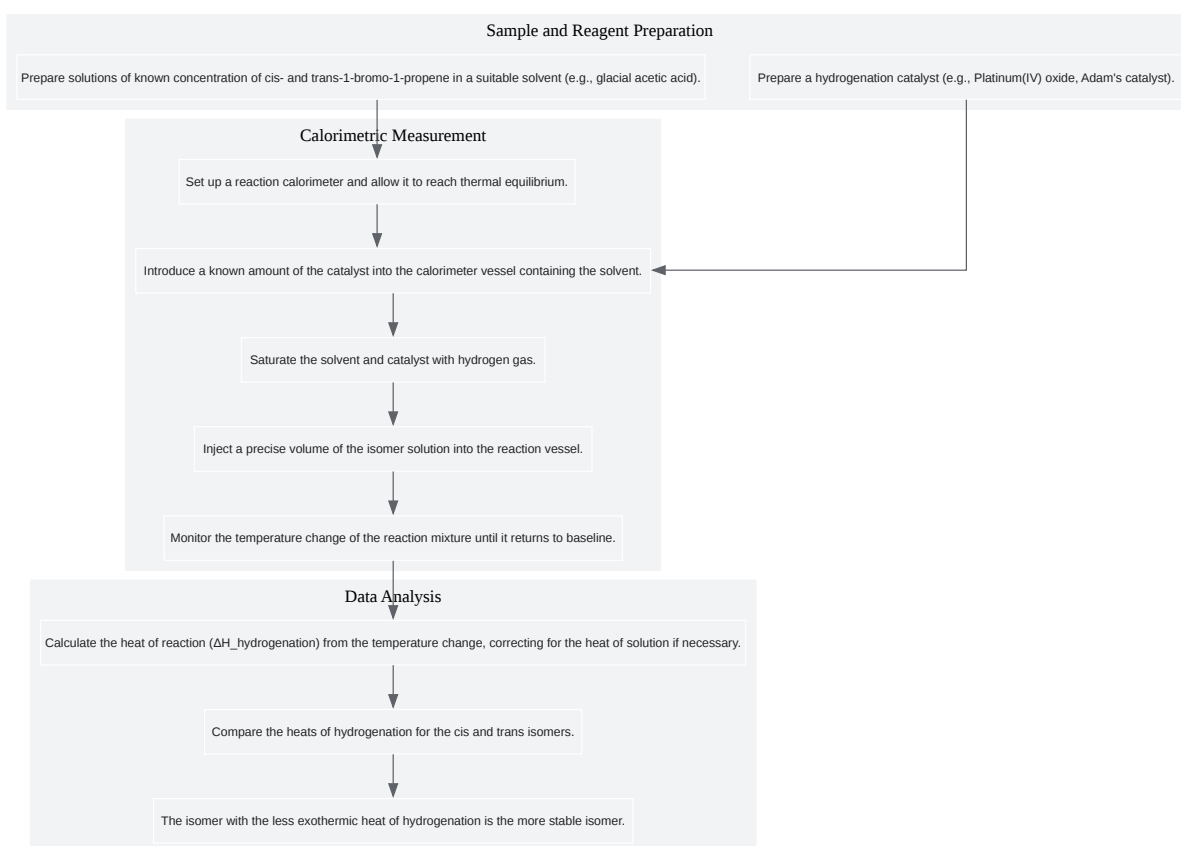 Sample and Reagent Preparation
Prepare solutions of known concentration of cis- and trans-1-bromo-1-propene in a suitable solvent (e.g., glacial acetic acid).
Prepare a hydrogenation catalyst (e.g., Platinum(IV) oxide, Adam's catalyst).
Calorimetric Measurement
Set up a reaction calorimeter and allow it to reach thermal equilibrium.
Introduce a known amount of the catalyst into the calorimeter vessel containing the solvent.
Saturate the solvent and catalyst with hydrogen gas.
Inject a precise volume of the isomer solution into the reaction vessel.
Monitor the temperature change of the reaction mixture until it returns to baseline.
Data Analysis
Calculate the heat of reaction (ΔH_hydrogenation) from the temperature change, correcting for the heat of solution if necessary.
Compare the heats of hydrogenation for the cis and trans isomers.
The isomer with the less exothermic heat of hydrogenation is the more stable isomer.